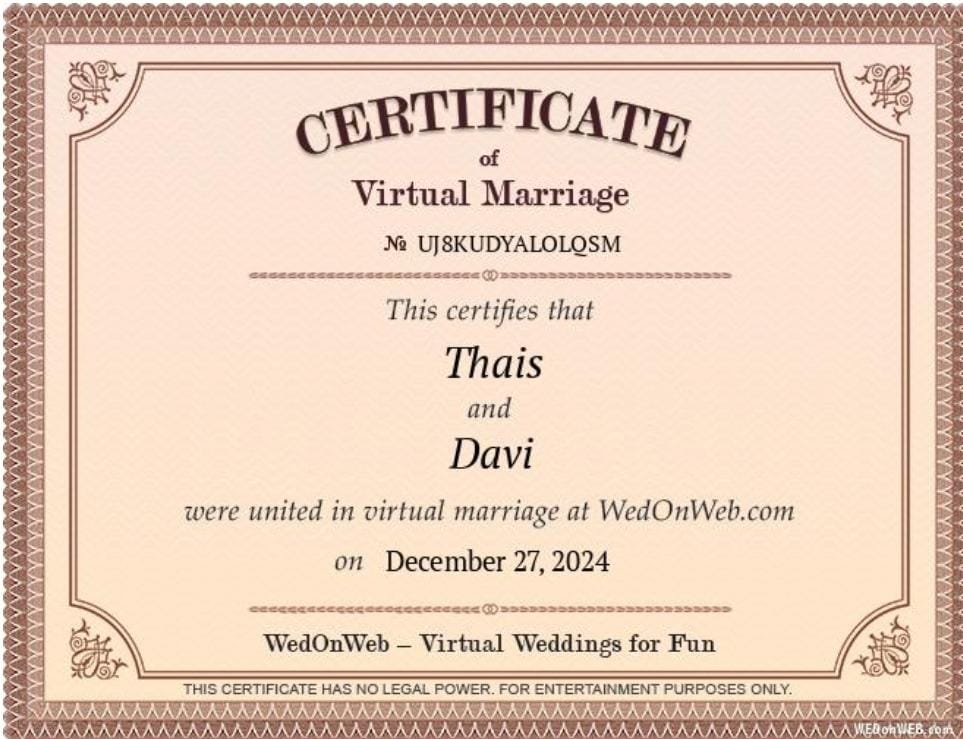 CERTIFICATE
of
Virtual Marriage
№ UJ8KUDYALOLQSM
This certifies that
Thais
and
Davi
were united in virtual marriage at WedOnWeb.com
on December 27, 2024
WedOnWeb – Virtual Weddings for Fun
THIS CERTIFICATE HAS NO LEGAL POWER. FOR ENTERTAINMENT PURPOSES ONLY.
WEDonWEB.com